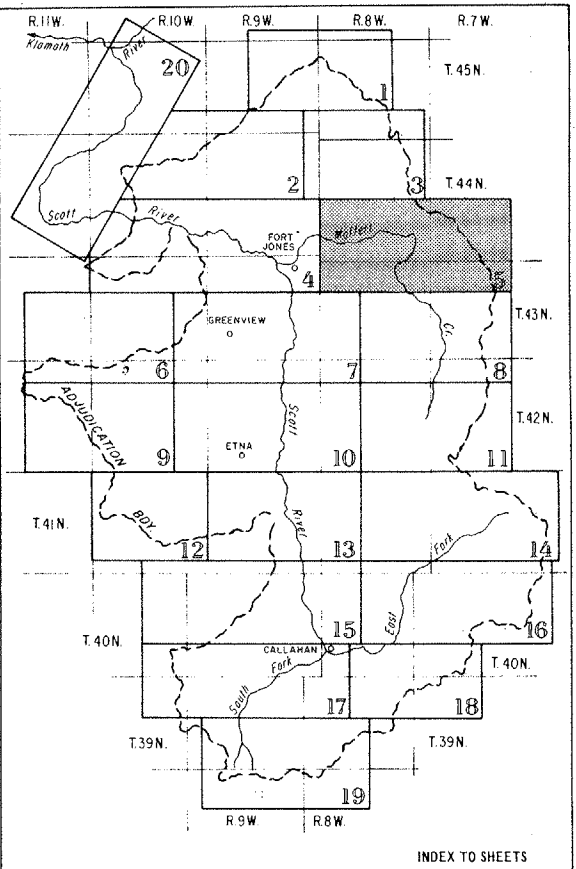 R.11W. R.10W. R.9W. R.8W. R.7W.
Klamath River
20
T.45N.
1
2
3
T.44N.
Scott River
FORT
JONES
Moffett
4
5
GREENVIEW
Cr.
T.43N.
6
7
8
ADJUDICATION
Scott
T.42N.
ETNA
9
10
11
T.41N.
BDY.
River
East Fork
12
13
14
T.40N.
15
16
CALLAHAN
T.40N.
South Fork
17
18
T.39N.
T.39N.
19
R.9W. R.8W.
INDEX TO SHEETS